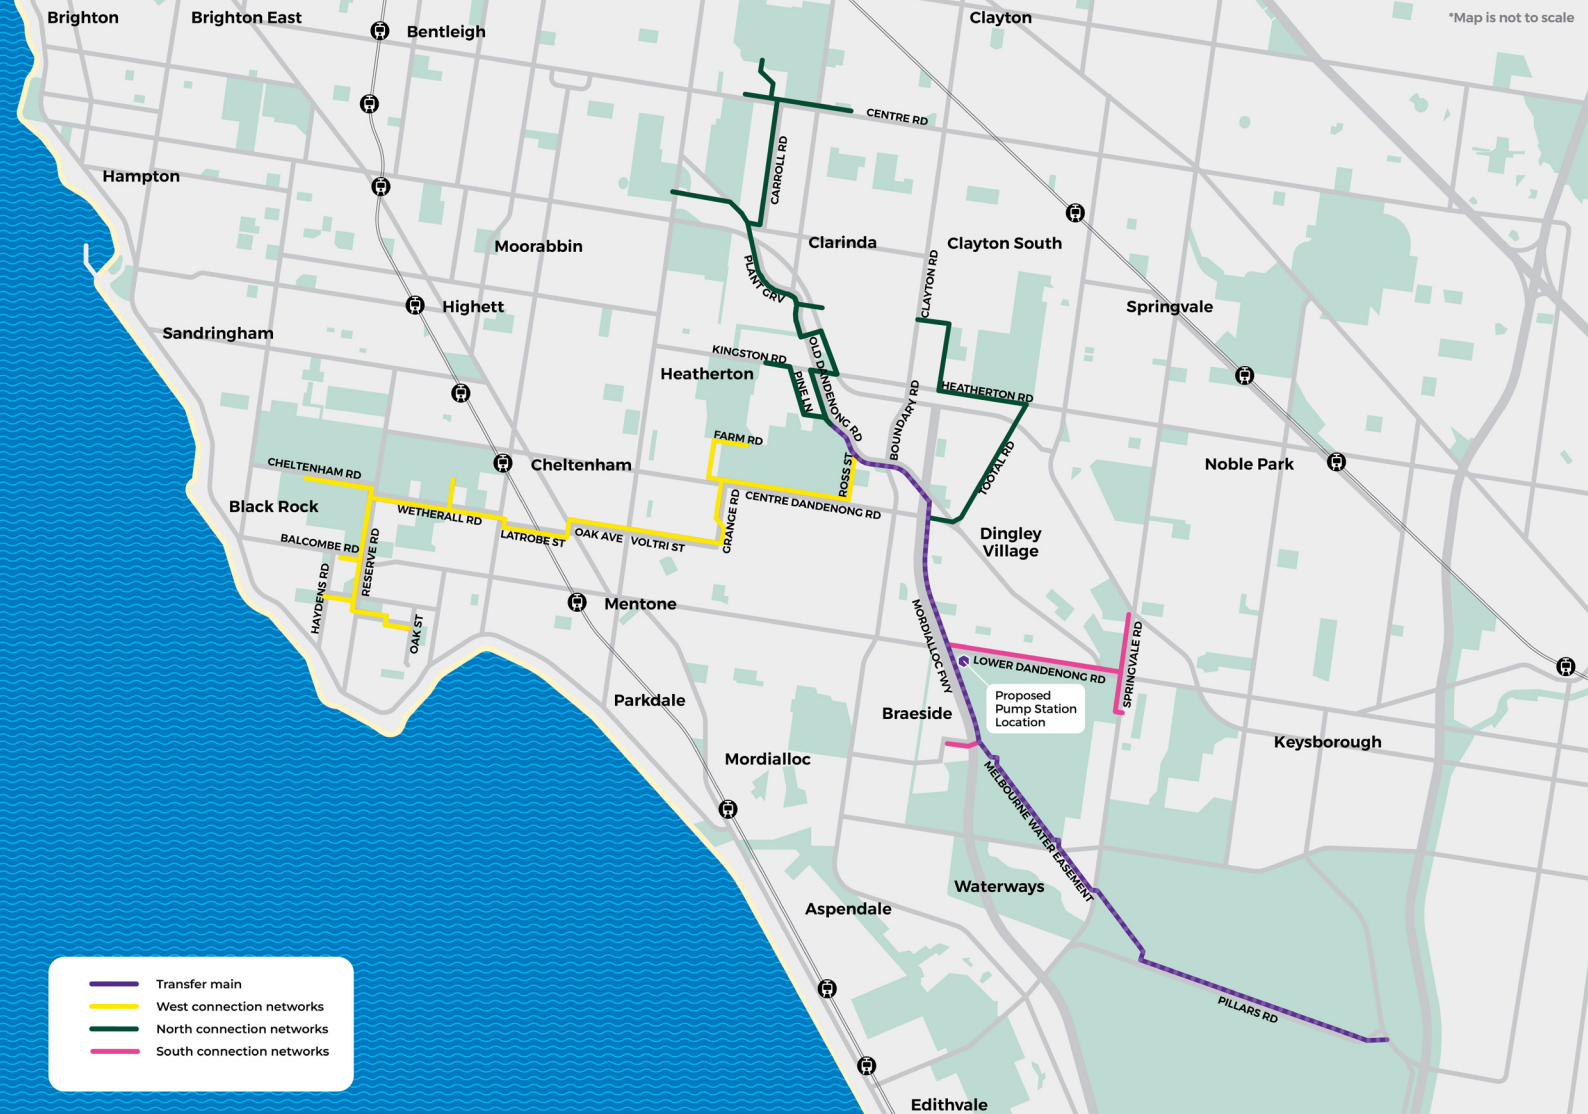 Brighton
Brighton East
Bentleigh
Clayton
*Map is not to scale
CENTRE RD
CARROLL RD
Hampton
Moorabbin
Clarinda
Clayton South
CLAYTON RD
PLANT GRV
Highett
Springvale
Sandringham
OLD DANDENONG RD
KINGSTON RD
Heatherton
PINE LN
HEATHERTON RD
BOUNDARY RD
FARM RD
ROSS ST
TOOTAL RD
Cheltenham
Noble Park
CHELTENHAM RD
Black Rock
WETHERALL RD
CENTRE DANDENONG RD
GRANGE RD
LATROBE ST
OAK AVE
VOLTRI ST
BALCOMBE RD
RESERVE RD
HAYDENS RD
OAK ST
Dingley
Village
Mentone
MORDIALLOC FWY
LOWER DANDENONG RD
SPRINGVALE RD
Proposed
Pump Station
Location
Parkdale
Braeside
Keysborough
Mordialloc
MELBOURNE WATER EASEMENT
Waterways
Aspendale
PILLARS RD
Edithvale
Transfer main
West connection networks
North connection networks
South connection networks